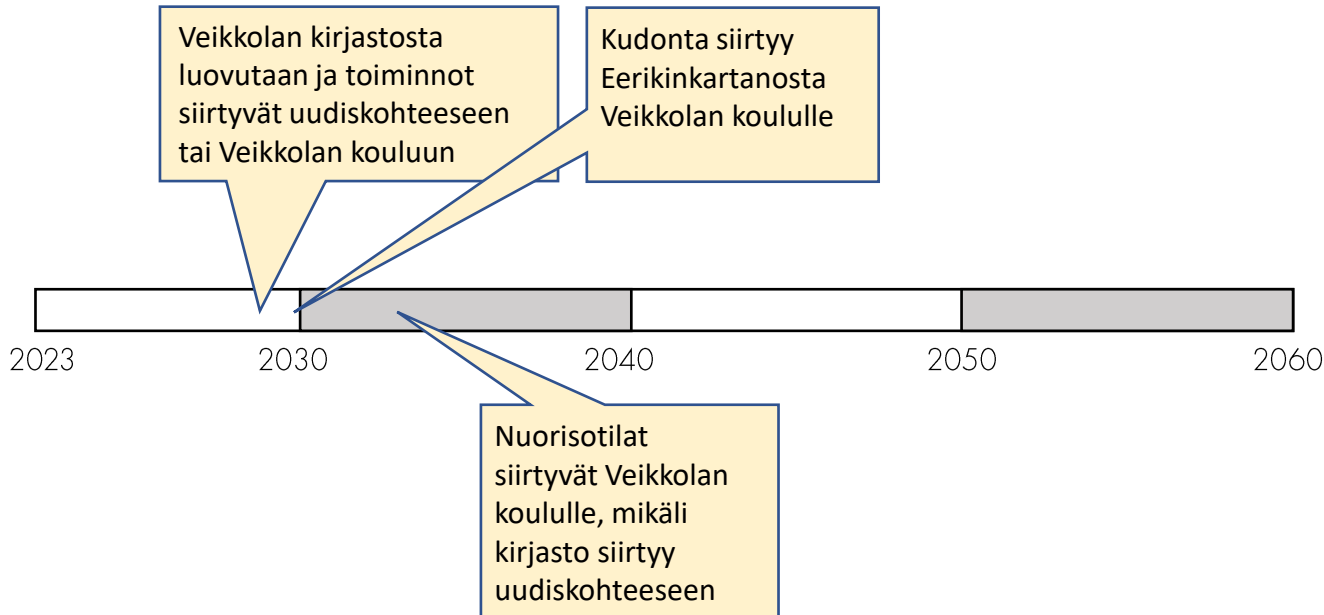 Veikkolan kirjastosta
luovutaan ja toiminnot
siirtyvät uudiskohteeseen
tai Veikkolan kouluun
Kudonta siirtyy
Eerikinkartanosta
Veikkolan koululle
2023
2030
2040
2050
2060
Nuorisotilat
siirtyvät Veikkolan
koululle, mikäli
kirjasto siirtyy
uudiskohteeseen